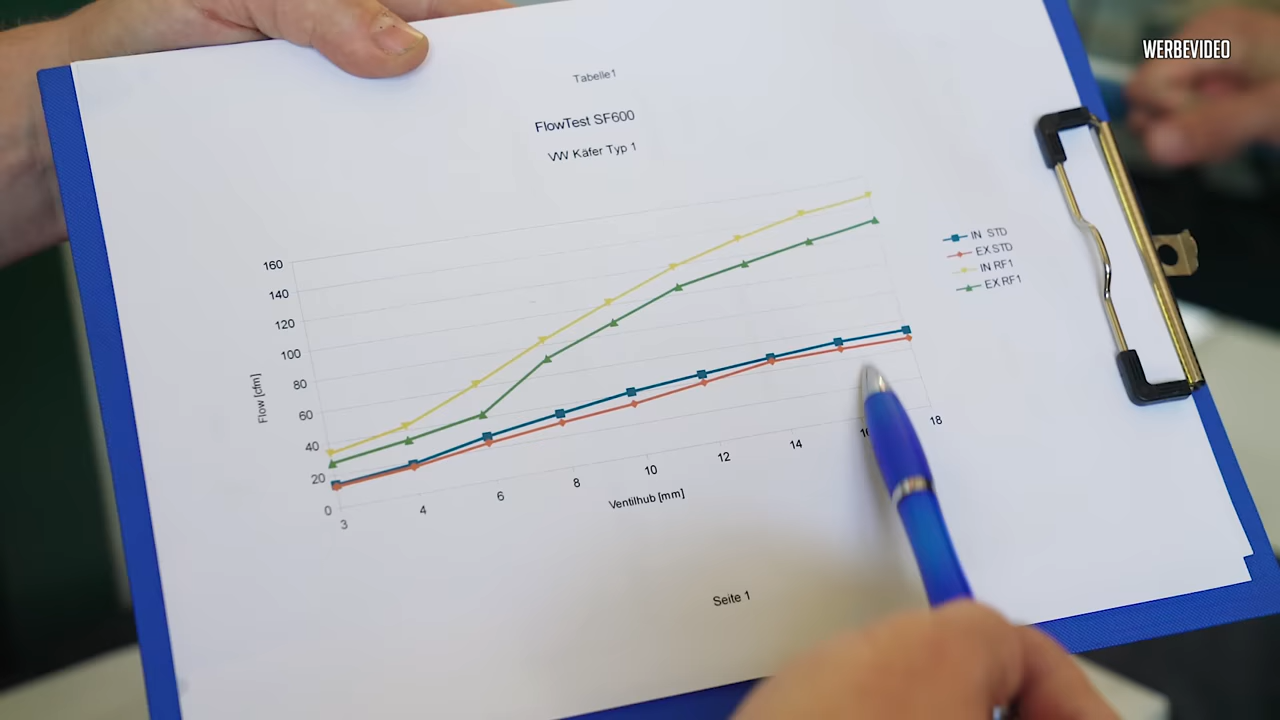 WERBEVIDEO
Tabelle1
FlowTest SF600
VW Käfer Typ 1
160
140
120
100
80
60
40
20
0
Flow [cfm]
3
4
6
8
10
12
14
18
Ventilhub [mm]
IN STD
EX STD
IN RF1
EX RF1
Seite 1